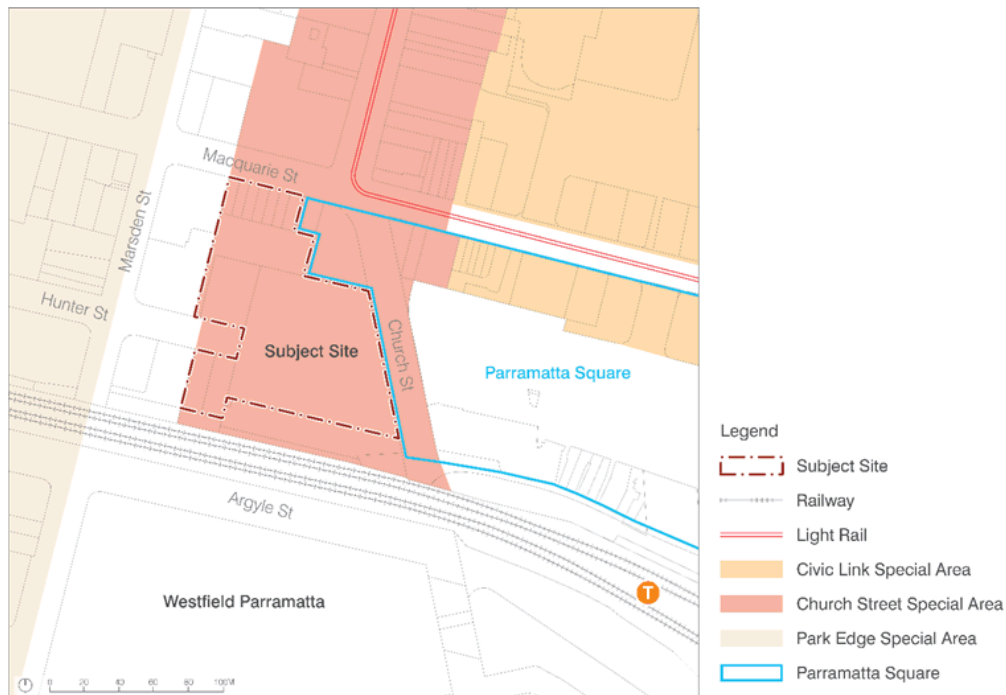 Macquarie St
Marsden St
Hunter St
Church St
Subject Site
Parramatta Square
Argyle St
Westfield Parramatta
T
0 20 40 60 80 100M
Legend
Subject Site
Railway
Light Rail
Civic Link Special Area
Church Street Special Area
Park Edge Special Area
Parramatta Square